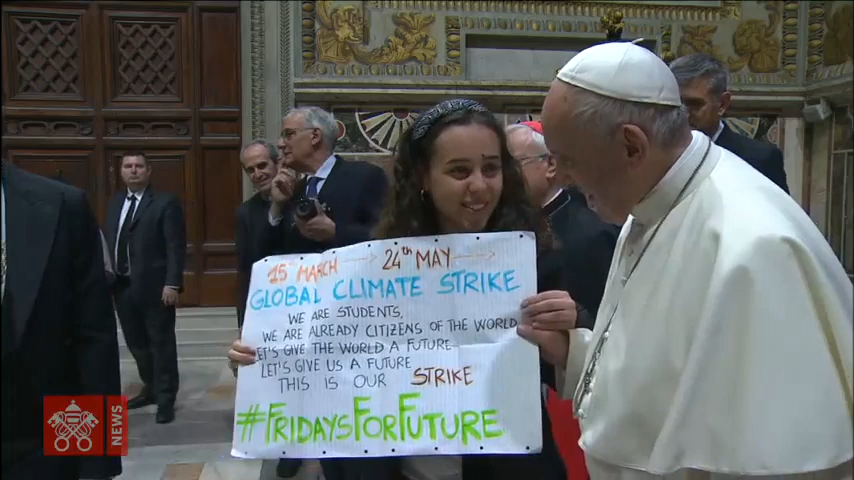 15 MARCH → 24TH MAY
GLOBAL CLIMATE STRIKE
WE ARE STUDENTS,
WE ARE ALREADY CITIZENS OF THE WORLD
LET'S GIVE THE WORLD A FUTURE
LET'S GIVE US A FUTURE
THIS IS OUR STRIKE
#FRIDAYSFORFUTURE
NEWS